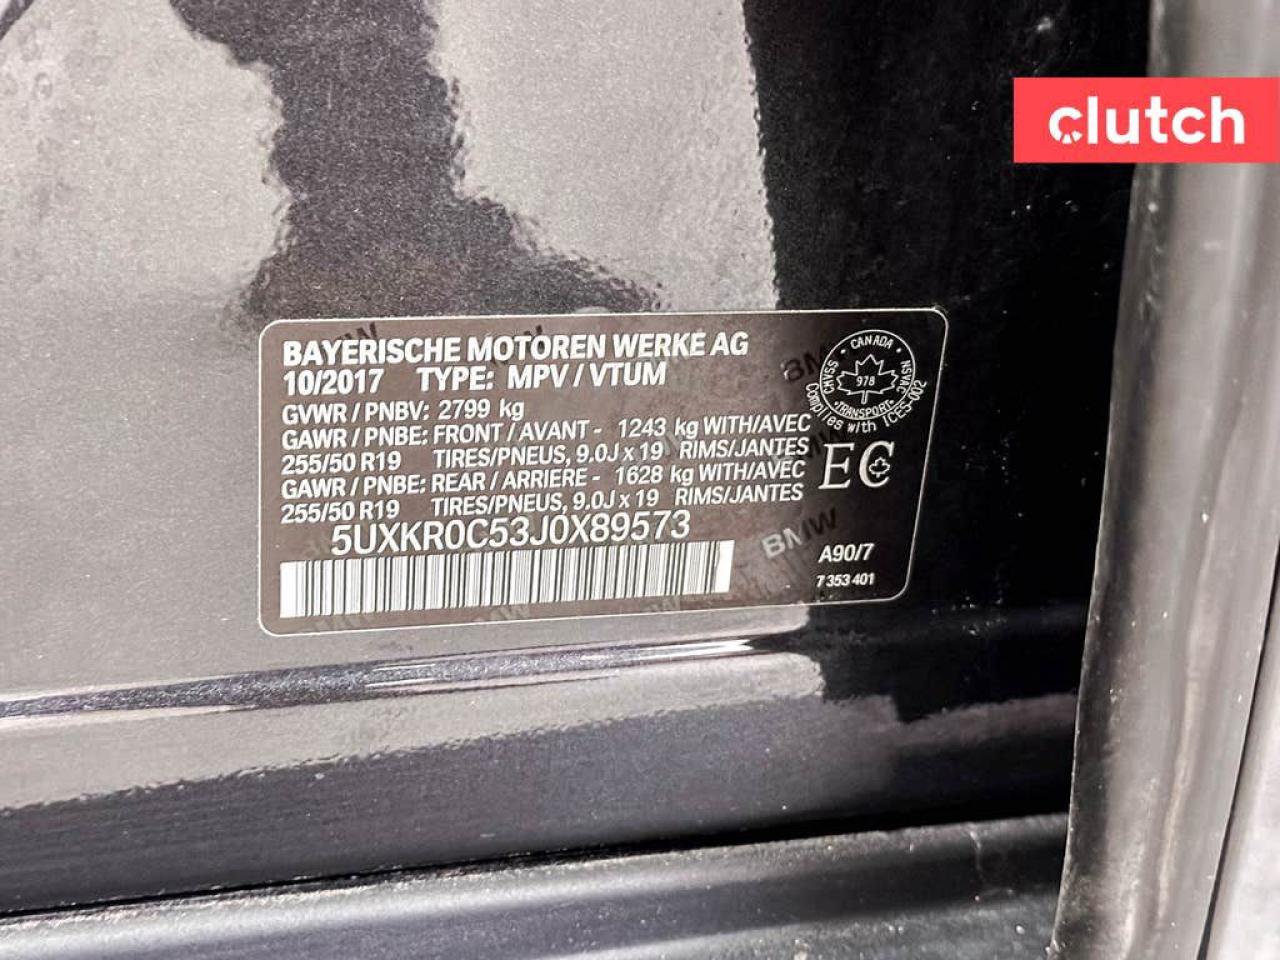 clutch
BAYERISCHE MOTOREN WERKE AG
10/2017 TYPE: MPV / VTUM
GVWR / PNBV: 2799 kg
GAWR / PNBE: FRONT / AVANT - 1243 kg WITH/AVEC
255/50 R19 TIRES/PNEUS, 9.0J x 19 RIMS/JANTES
GAWR / PNBE: REAR / ARRIERE - 1628 kg WITH/AVEC
255/50 R19 TIRES/PNEUS, 9.0J x 19 RIMS/JANTES
5UXKR0C53J0X89573
CANADA
CMVSS
NSVAC
978
TRANSPORT
Complies with ICES-002
EC
BMW
A90/7
7 353 401